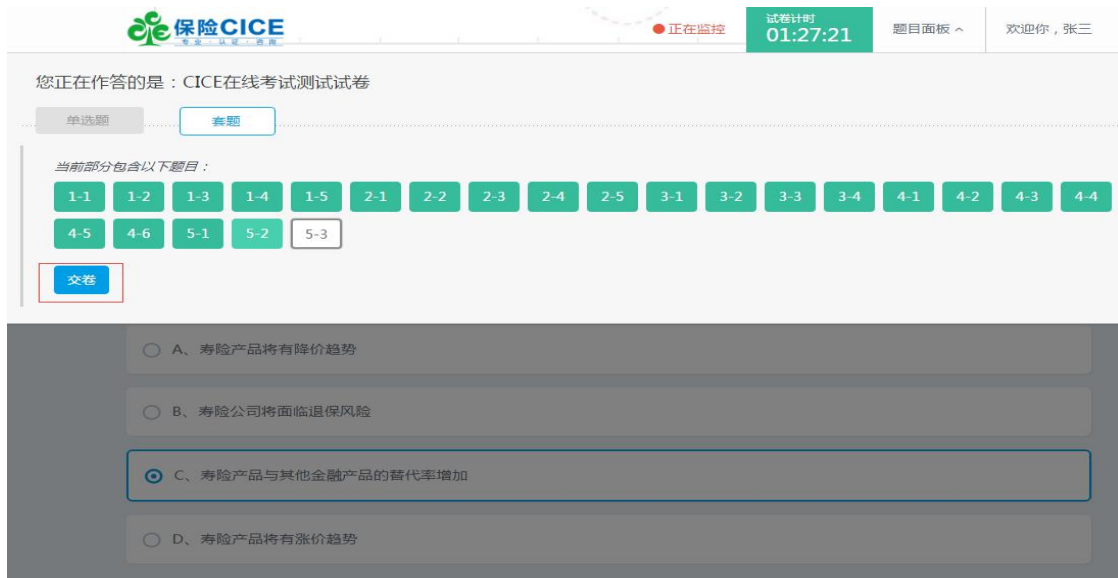 保险CICE
专业 · 认证 · 咨询
正在监控
试卷计时
01:27:21
题目面板
欢迎你，张三
您正在作答的是：CICE在线考试测试试卷
单选题 套题
当前部分包含以下题目：
1-1 1-2 1-3 1-4 1-5 2-1 2-2 2-3 2-4 2-5 3-1 3-2 3-3 3-4 4-1 4-2 4-3 4-4
4-5 4-6 5-1 5-2 5-3
交卷
A、寿险产品将有降价趋势
B、寿险公司将面临退保风险
C、寿险产品与其他金融产品的替代率增加
D、寿险产品将有涨价趋势